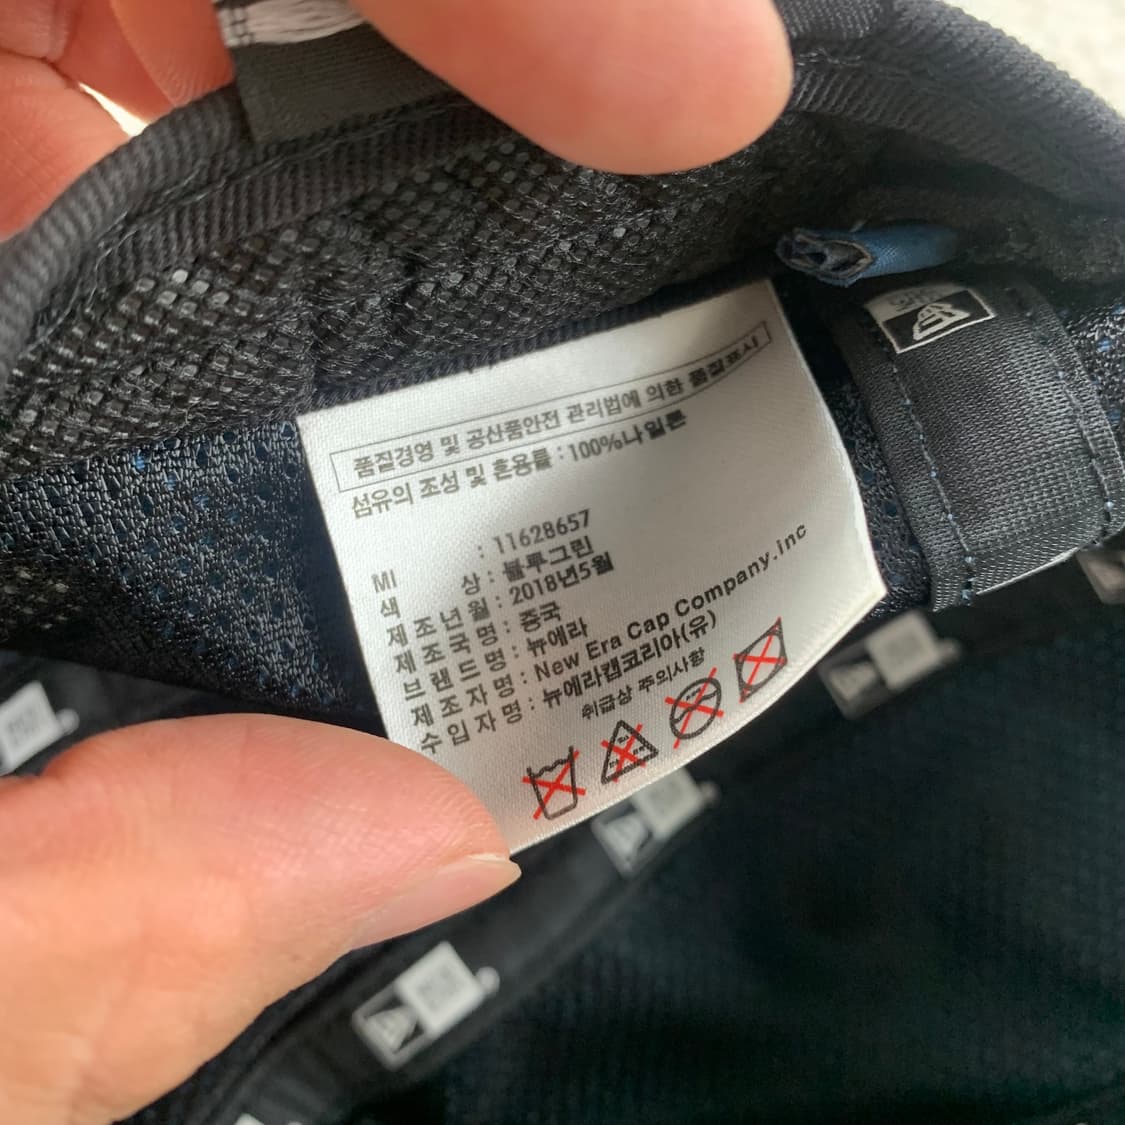 품질경영 및 공산품안전 관리법에 의한 품질표시
섬유의 조성 및 혼용률 : 100%나일론
MI : 11628657
색 상 : 블루그린
제 조 년 월 : 2018년5월
제 조 국 명 : 중국
브 랜 드 명 : 뉴에라
제 조 자 명 : New Era Cap Company.inc
수 입 자 명 : 뉴에라캡코리아(유)
취급상 주의사항